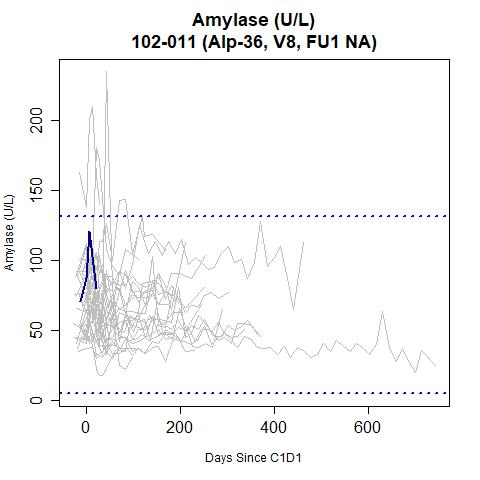 Amylase (U/L)
102-011 (Alp-36, V8, FU1 NA)
Amylase (U/L)
200
150
100
50
0
0 200 400 600
Days Since C1D1